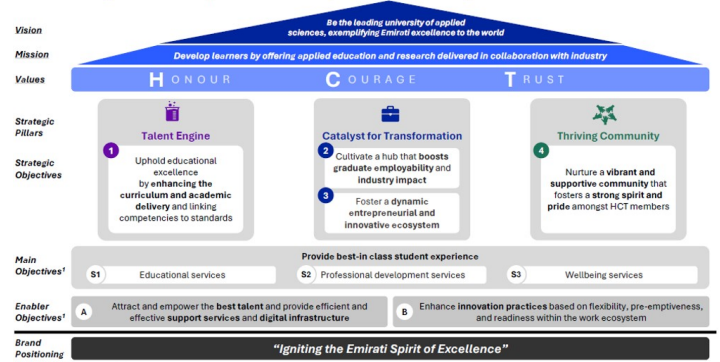 Vision
Be the leading university of applied
sciences, exemplifying Emirati excellence to the world
Mission
Develop learners by offering applied education and research delivered in collaboration with industry
Values
HONOUR
COURAGE
TRUST
Strategic
Pillars
Talent Engine
Catalyst for Transformation
Thriving Community
Strategic
Objectives
1
Uphold educational
excellence
by enhancing the
curriculum and academic
delivery and linking
competencies to standards
2
Cultivate a hub that boosts
graduate employability and
industry impact
3
Foster a dynamic
entrepreneurial and
innovative ecosystem
4
Nurture a vibrant and
supportive community that
fosters a strong spirit and
pride amongst HCT members
Main
Objectives¹
Provide best-in class student experience
S1 Educational services
S2 Professional development services
S3 Wellbeing services
Enabler
Objectives¹
A
Attract and empower the best talent and provide efficient and
effective support services and digital infrastructure
B
Enhance innovation practices based on flexibility, pre-emptiveness,
and readiness within the work ecosystem
Brand
Positioning
“Igniting the Emirati Spirit of Excellence”